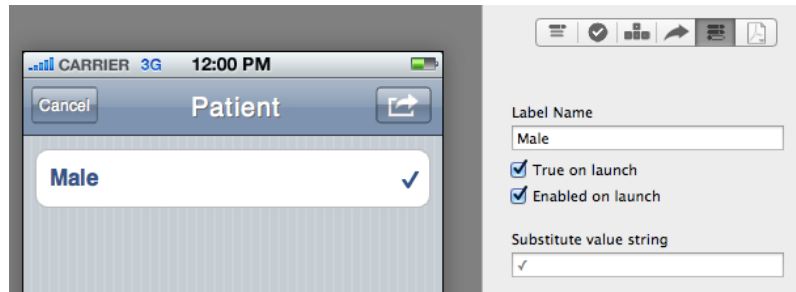 CARRIER 3G 12:00 PM
Cancel Patient
Male ✓
Label Name
Male
True on launch
Enabled on launch
Substitute value string
✓